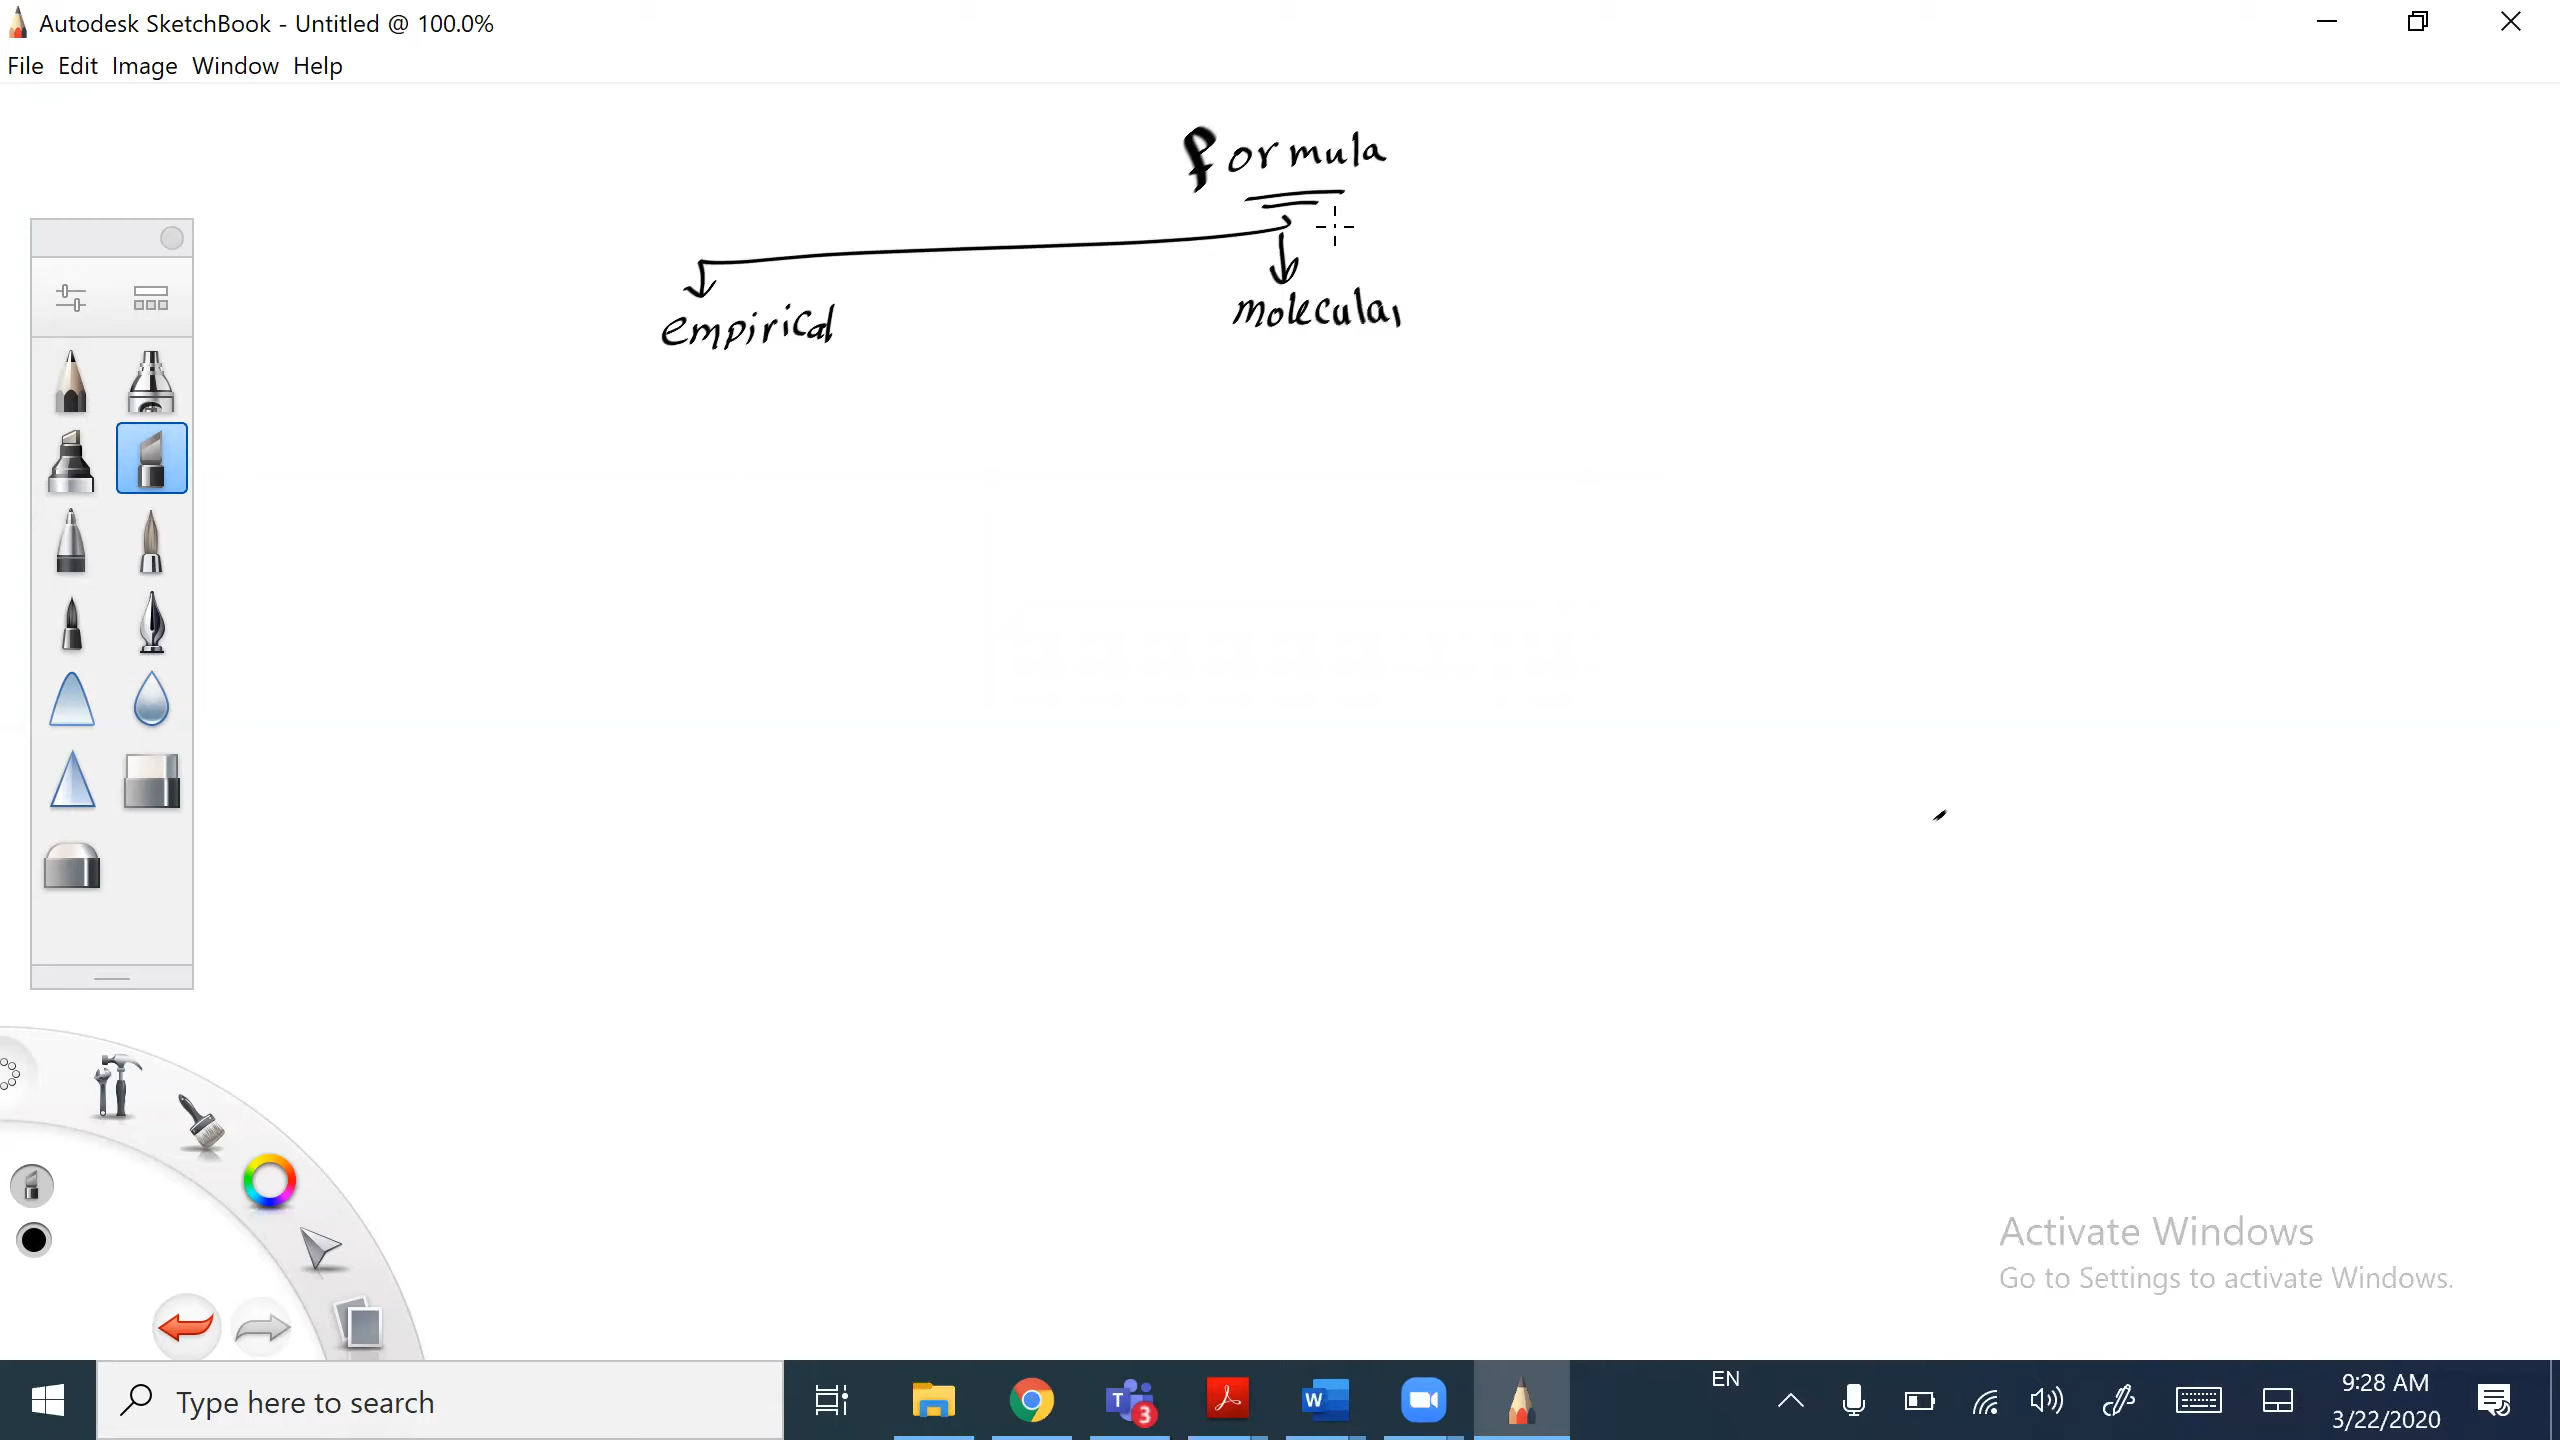 Autodesk SketchBook - Untitled @ 100.0%
File Edit Image Window Help
formula
empirical
molecular
Activate Windows
Go to Settings to activate Windows.
Type here to search
T
3
W
EN
9:28 AM
3/22/2020